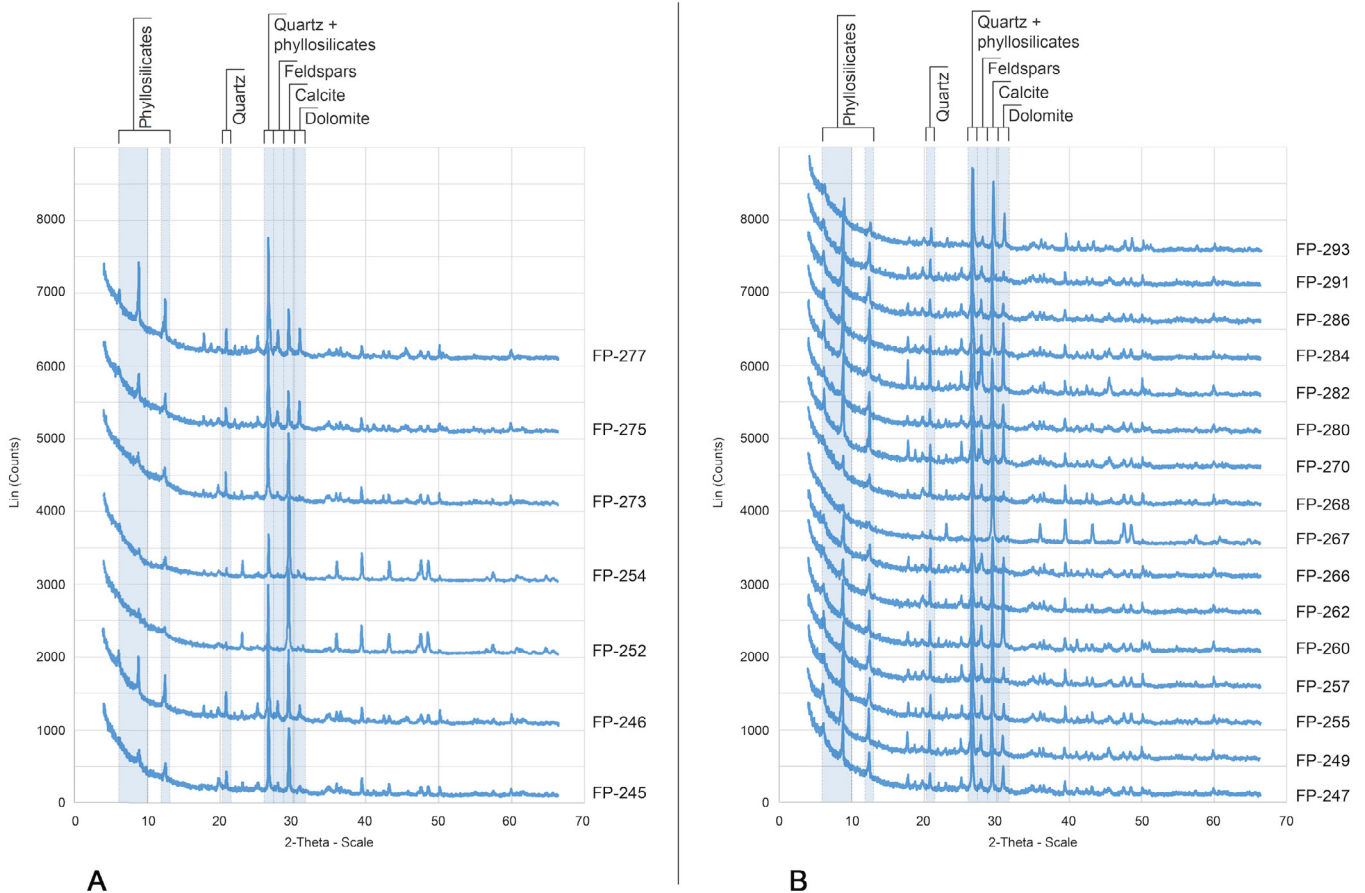 Phyllosilicates
Quartz
Quartz +
phyllosilicates
Feldspars
Calcite
Dolomite
8000
7000
6000
5000
4000
3000
2000
1000
0
Lin (Counts)
FP-277
FP-275
FP-273
FP-254
FP-252
FP-246
FP-245
0 10 20 30 40 50 60 70
2-Theta - Scale
A
Phyllosilicates
Quartz
Quartz +
phyllosilicates
Feldspars
Calcite
Dolomite
8000
7000
6000
5000
4000
3000
2000
1000
0
Lin (Counts)
FP-293
FP-291
FP-286
FP-284
FP-282
FP-280
FP-270
FP-268
FP-267
FP-266
FP-262
FP-260
FP-257
FP-255
FP-249
FP-247
0 10 20 30 40 50 60 70
2-Theta - Scale
B